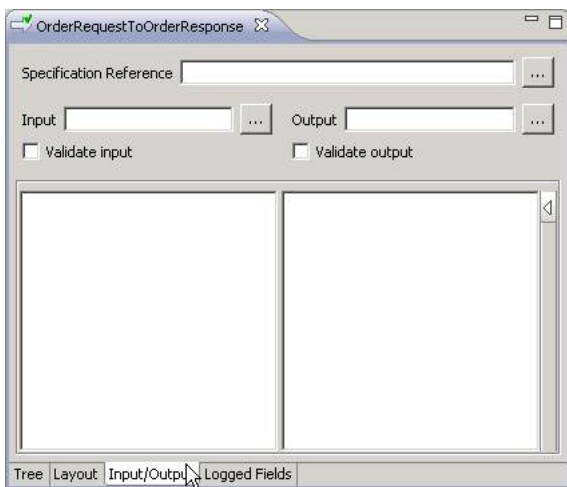 OrderRequestToOrderResponse
Specification Reference ...
Input ... Output ...
Validate input Validate output
Tree Layout Input/Outpu Logged Fields